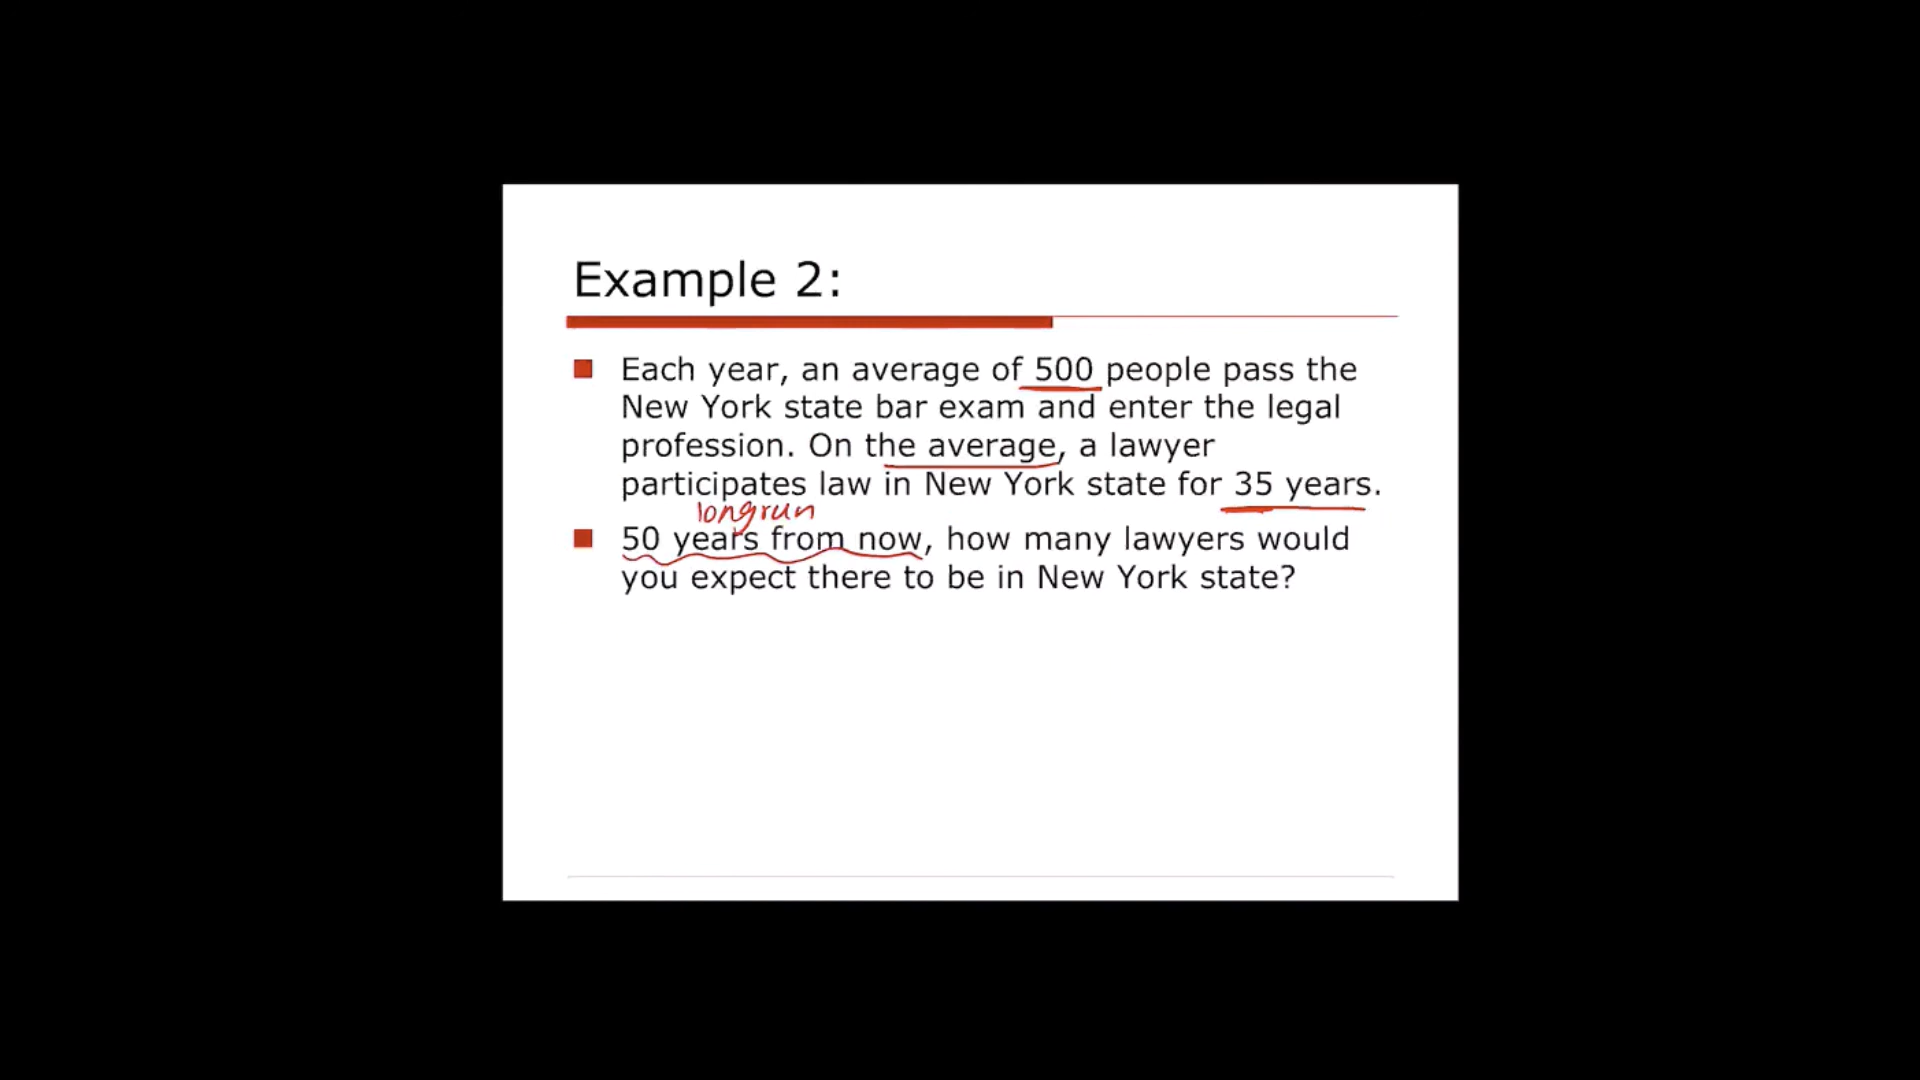 Example 2:
Each year, an average of 500 people pass the
New York state bar exam and enter the legal
profession. On the average, a lawyer
participates law in New York state for 35 years.
longrun
50 years from now, how many lawyers would
you expect there to be in New York state?